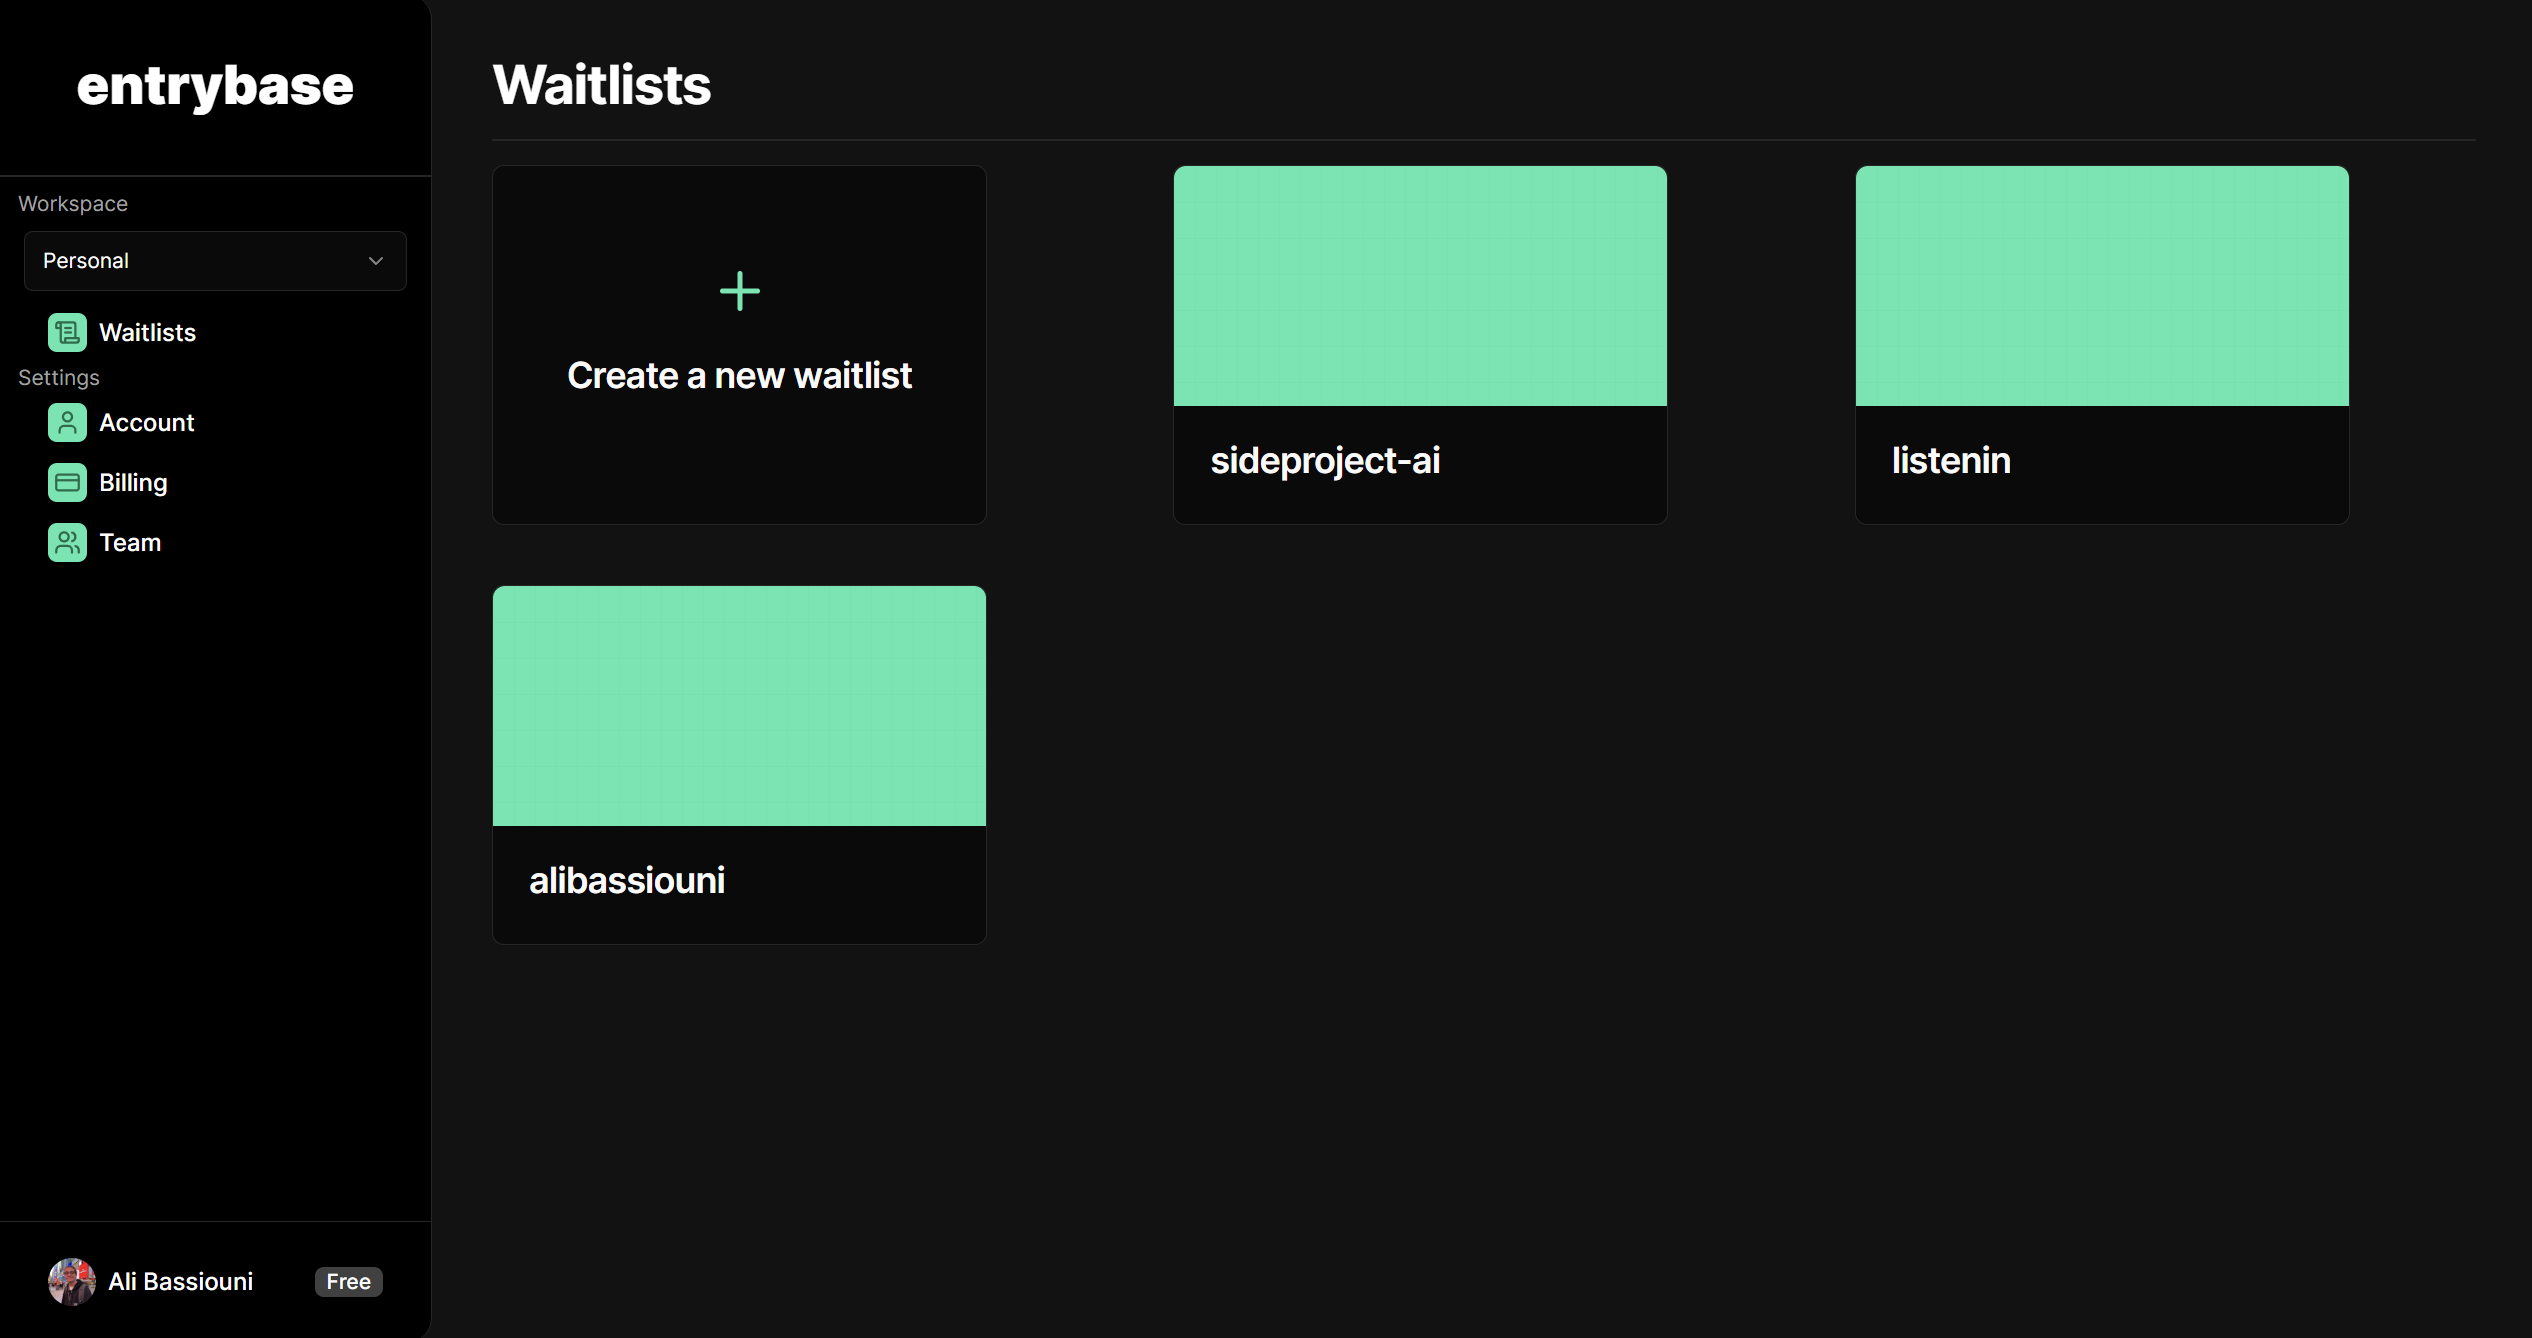 entrybase
Workspace
Personal
Waitlists
Settings
Account
Billing
Team
Ali Bassiouni
Free
Waitlists
Create a new waitlist
sideproject-ai
listenin
alibassiouni